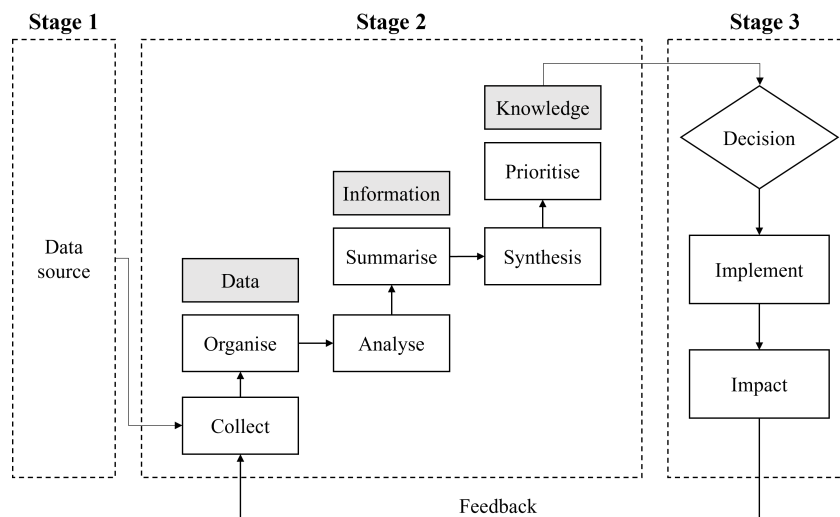 Stage 1
Stage 2
Stage 3
Knowledge
Decision
Prioritise
Information
Data
source
Summarise
Synthesis
Implement
Data
Organise
Analyse
Impact
Collect
Feedback